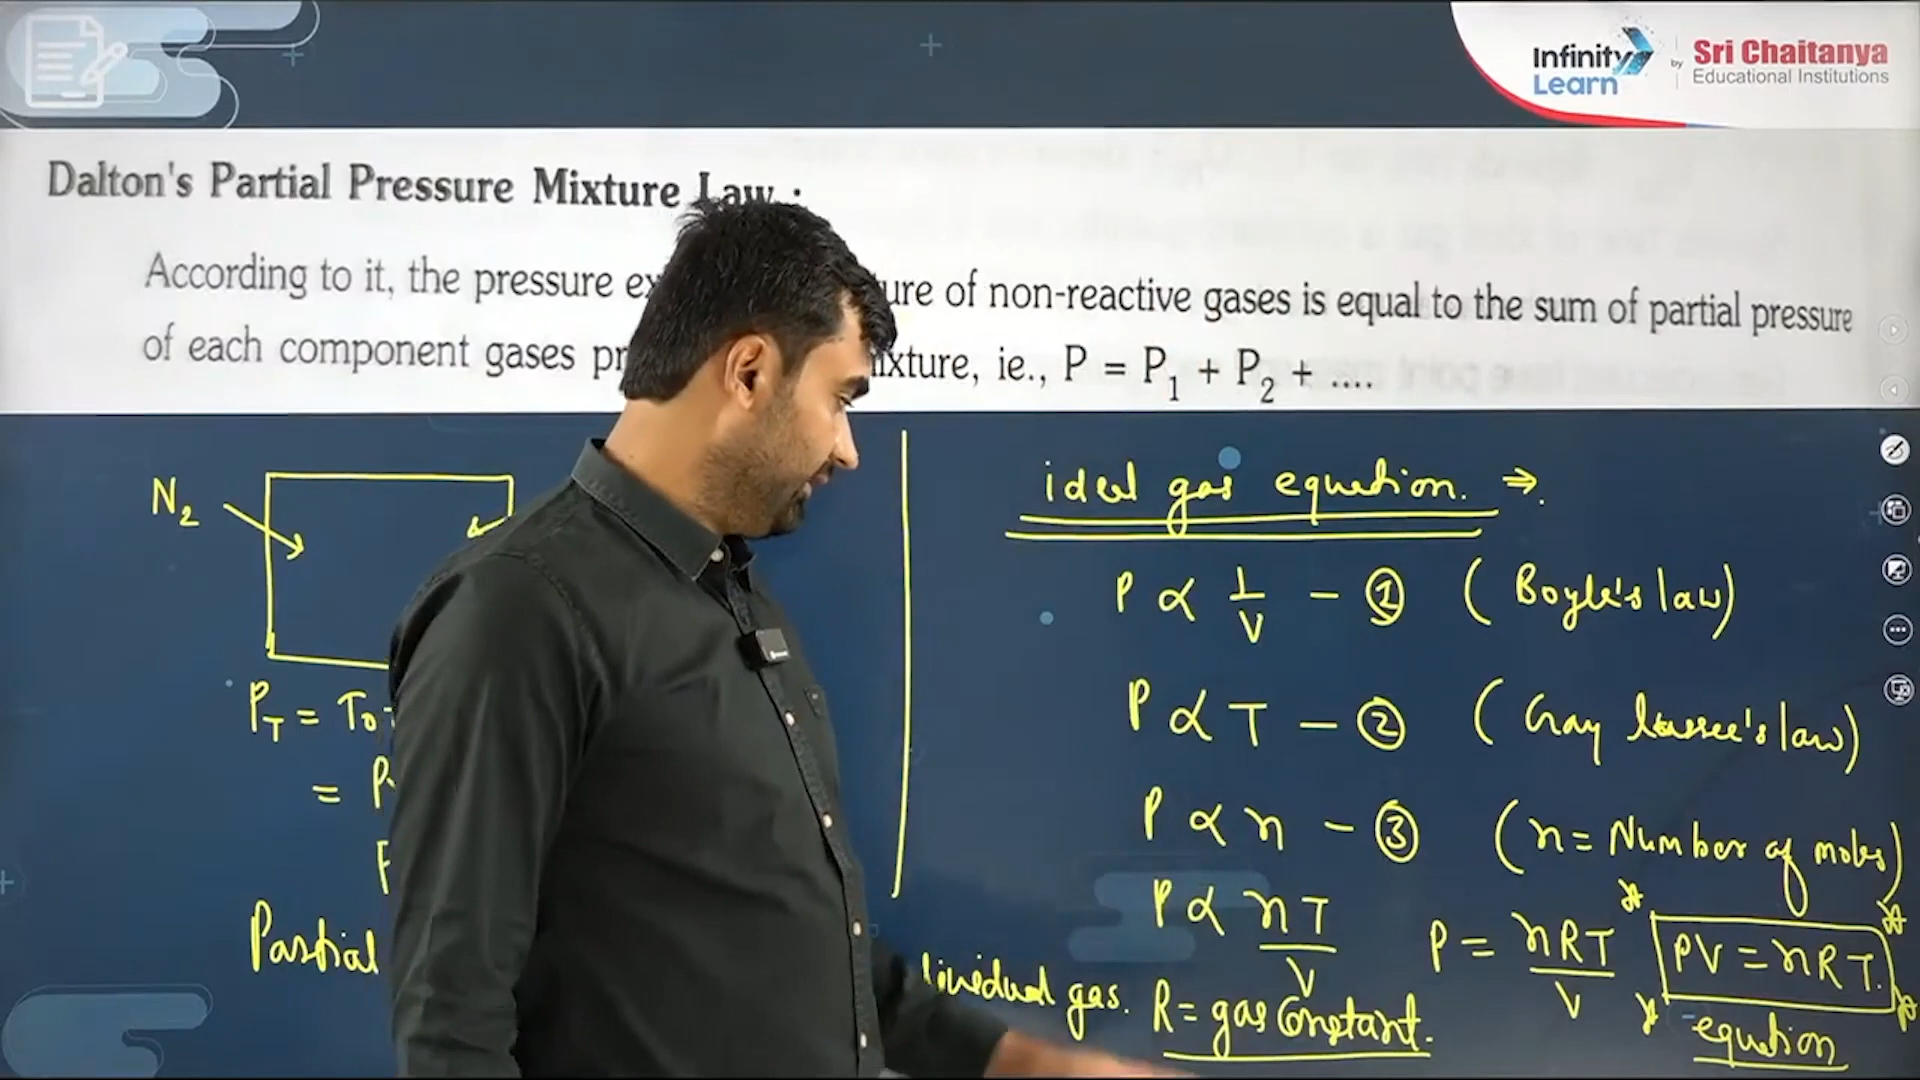 Infinity Learn by Sri Chaitanya Educational Institutions
Dalton's Partial Pressure Mixture Law :
According to it, the pressure ex ure of non-reactive gases is equal to the sum of partial pressure
of each component gases pr ixture, ie., P = P₁ + P₂ + ....
N₂
P_T = To
= P
Partial
lividual gas.
ideal gas equation. ⇒.
P ∝ 1/V - ① (Boyle's law)
P ∝ T - ② (Gay lussac's law)
P ∝ n - ③ (n = Number of moles)
P ∝ nT/V P = nRT/V PV = nRT.
R = gas Constant. equation